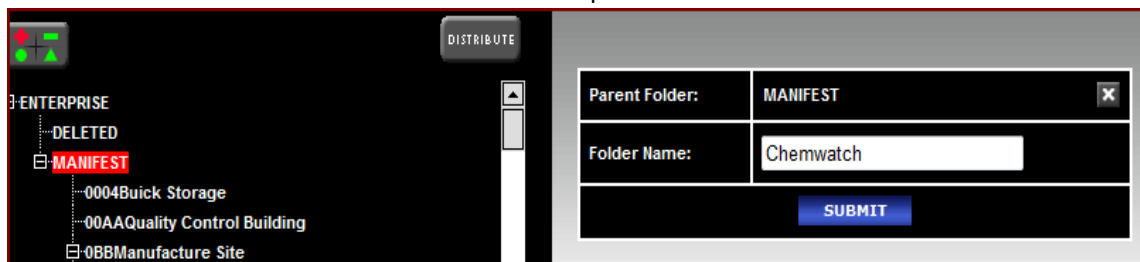 DISTRIBUTE
ENTERPRISE
DELETED
MANIFEST
0004Buick Storage
00AAQuality Control Building
0BBManufacture Site
Parent Folder: MANIFEST
Folder Name: Chemwatch
SUBMIT